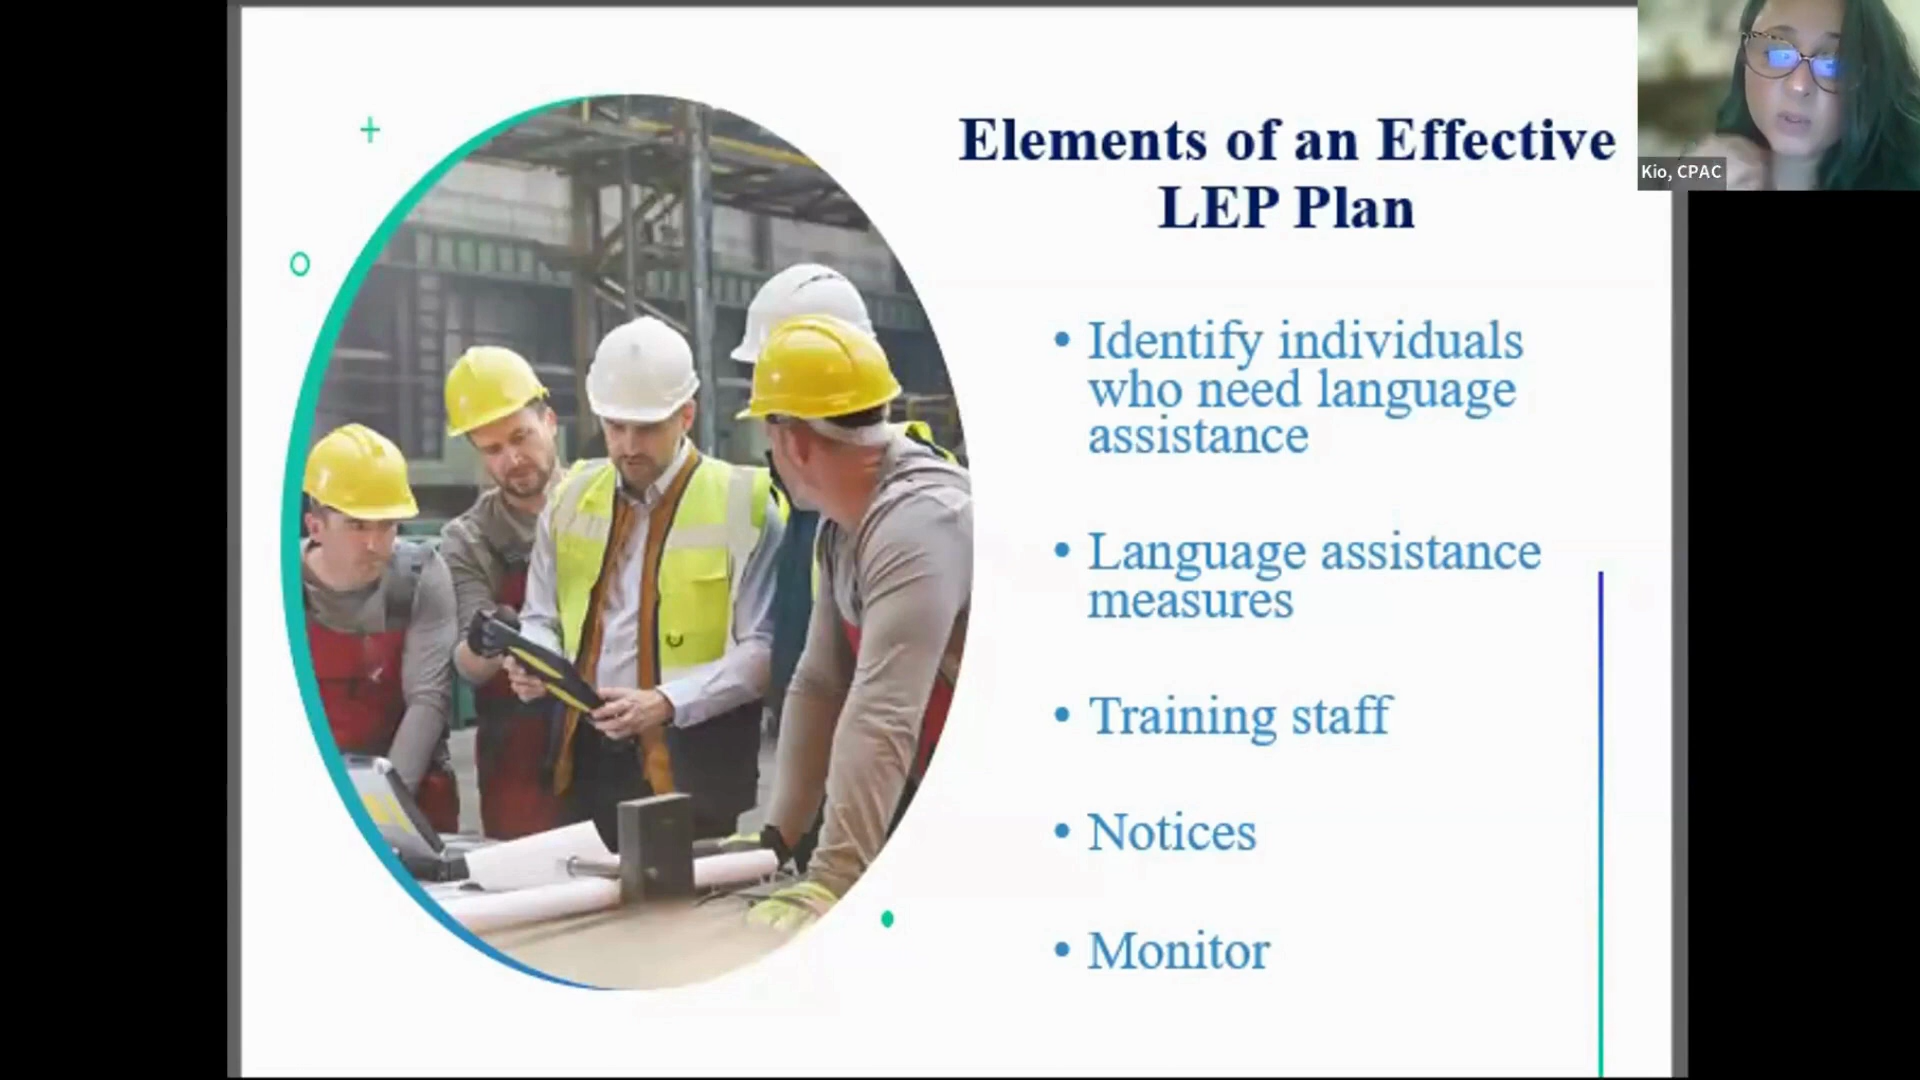 Elements of an Effective
LEP Plan
Kio, CPAC
• Identify individuals
who need language
assistance
• Language assistance
measures
• Training staff
• Notices
• Monitor